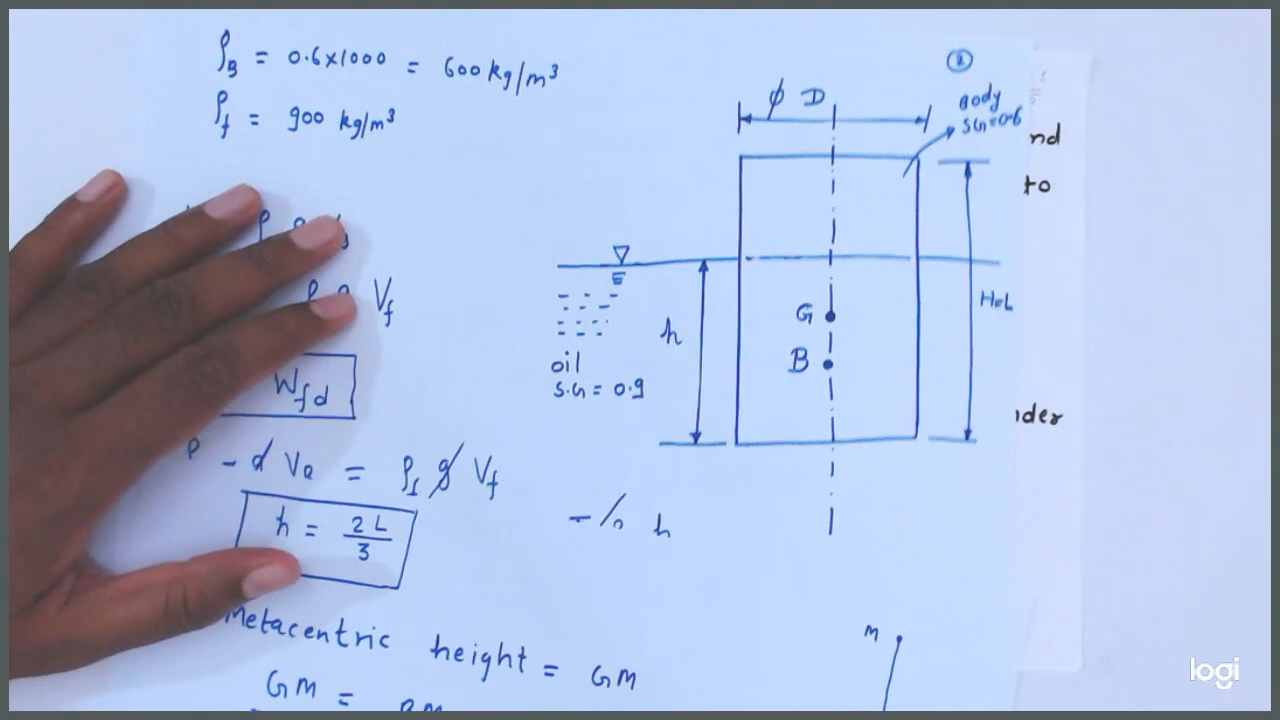 ρB = 0.6×1000 = 600 kg/m³
ρf = 900 kg/m³
Vf
Wfd
h = 2L/3
Metacentric height = GM
GM =
②
φ D
Body
SG=0.6
h
G
B
H=L
oil
S.G = 0.9
M
nd
to
der
logi